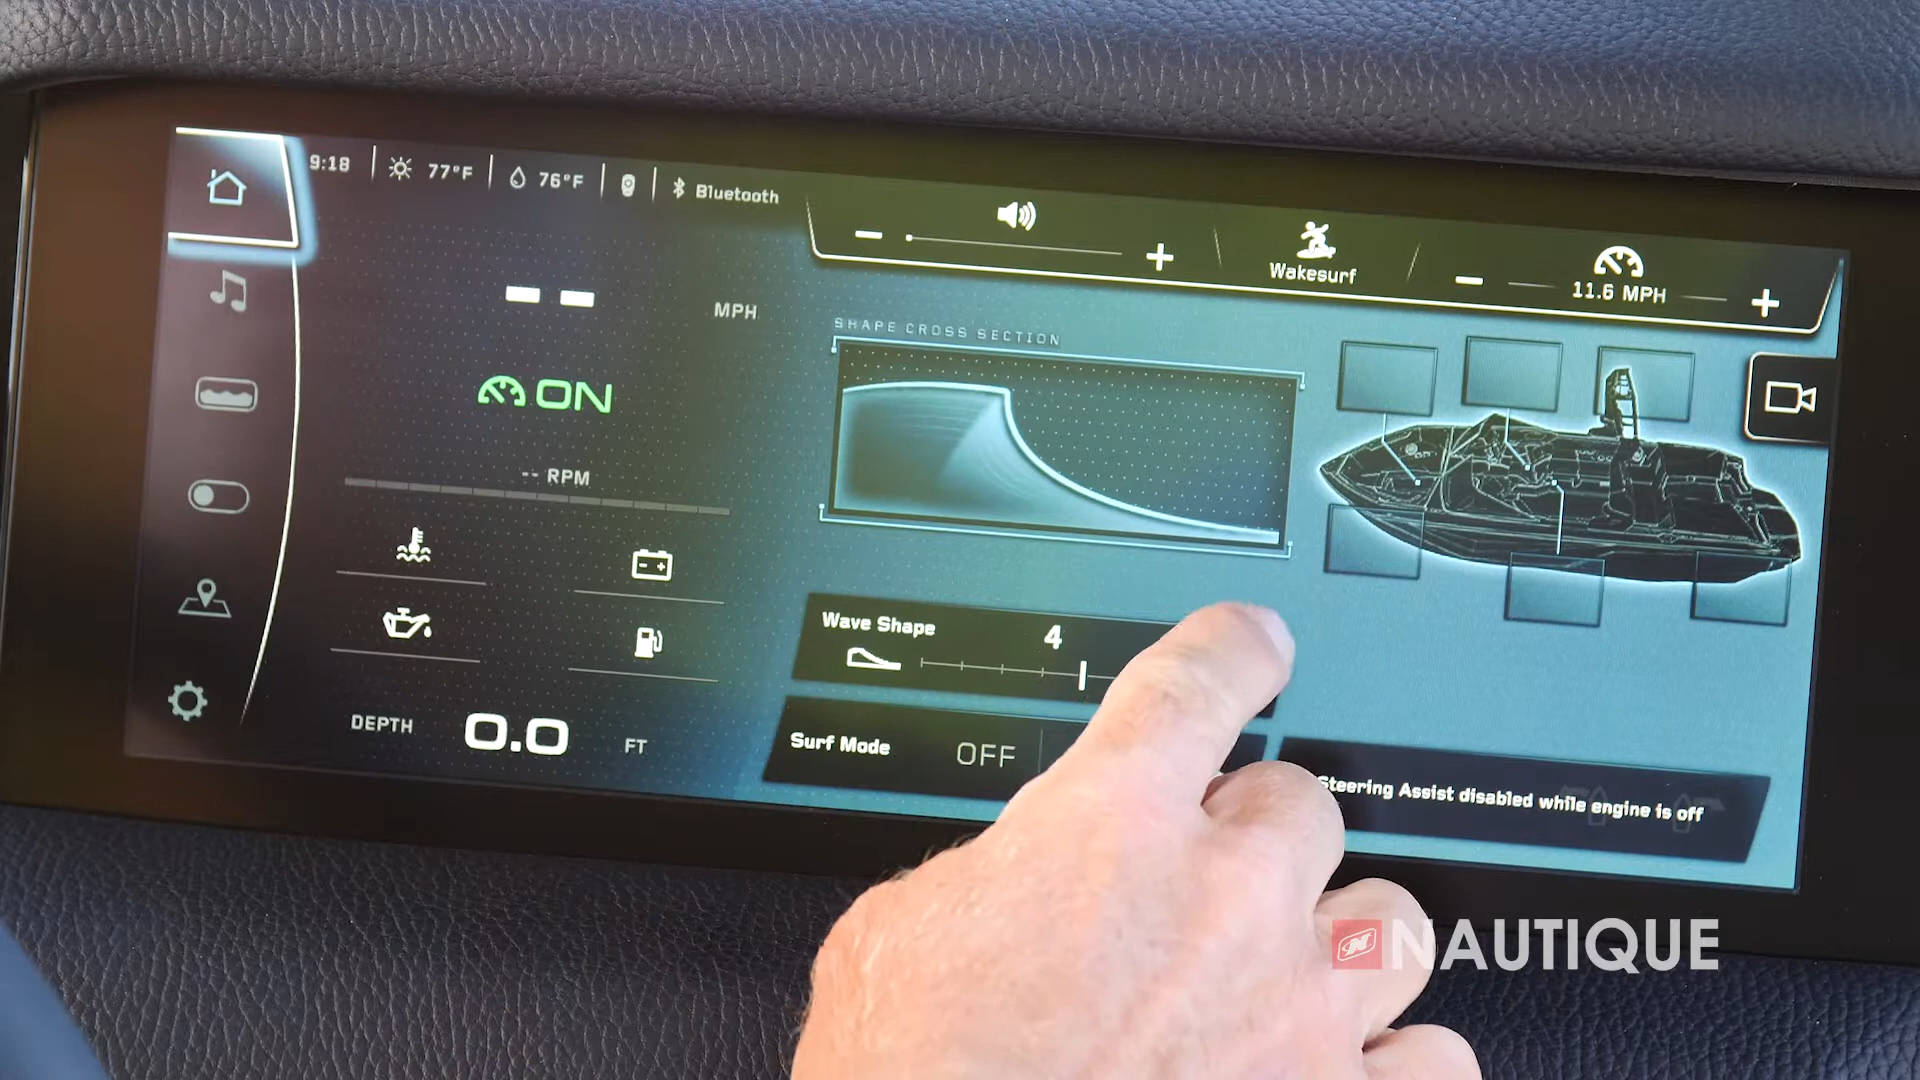 9:18
77°F
76°F
Bluetooth
Wakesurf
11.6 MPH
-- MPH
ON
-- RPM
SHAPE CROSS SECTION
Wave Shape
4
Surf Mode
OFF
Steering Assist disabled while engine is off
DEPTH 0.0 FT
NAUTIQUE